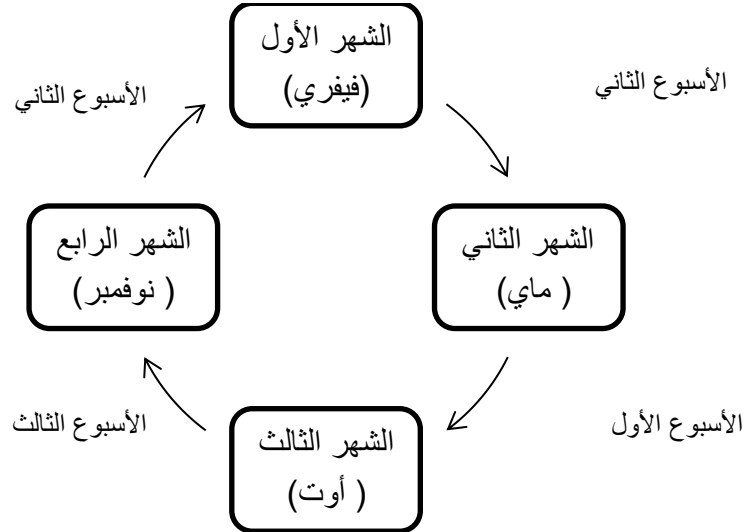 الشهر الأول
(فيفري)
الأسبوع الثاني
الأسبوع الثاني
الشهر الثاني
( ماي)
الشهر الرابع
( نوفمبر)
الأسبوع الأول
الأسبوع الثالث
الشهر الثالث
( أوت)